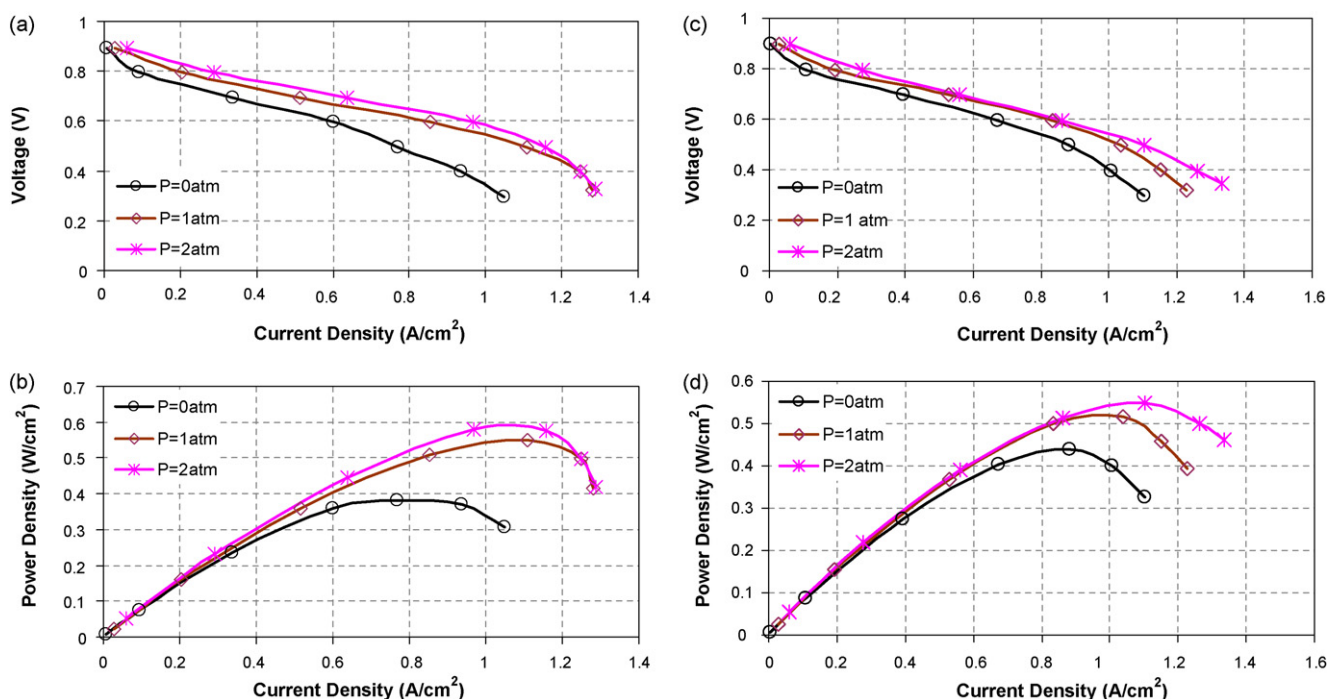 (a)
1
0.8
0.6
0.4
0.2
0
Voltage (V)
P=0atm
P=1atm
P=2atm
0 0.2 0.4 0.6 0.8 1 1.2 1.4
Current Density (A/cm²)
(c)
1
0.8
0.6
0.4
0.2
0
Voltage (V)
P=0atm
P=1 atm
P=2atm
0 0.2 0.4 0.6 0.8 1 1.2 1.4 1.6
Current Density (A/cm²)
(b)
0.7
0.6
0.5
0.4
0.3
0.2
0.1
0
Power Density (W/cm²)
P=0atm
P=1atm
P=2atm
0 0.2 0.4 0.6 0.8 1 1.2 1.4
Current Density (A/cm²)
(d)
0.6
0.5
0.4
0.3
0.2
0.1
0
Power Density (W/cm²)
P=0atm
P=1atm
P=2atm
0 0.2 0.4 0.6 0.8 1 1.2 1.4 1.6
Current Density (A/cm²)